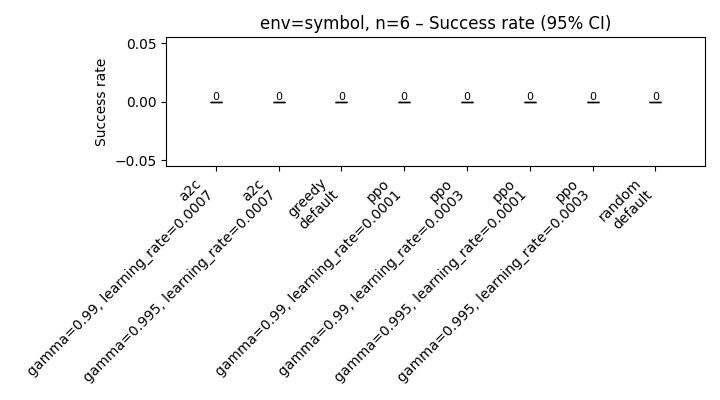 env=symbol, n=6 – Success rate (95% CI)
Success rate
0.05
0.00
−0.05
0
0
0
0
0
0
0
0
a2c
gamma=0.99, learning_rate=0.0007
a2c
gamma=0.995, learning_rate=0.0007
greedy
default
ppo
gamma=0.99, learning_rate=0.0001
ppo
gamma=0.99, learning_rate=0.0003
ppo
gamma=0.995, learning_rate=0.0001
ppo
gamma=0.995, learning_rate=0.0003
random
default